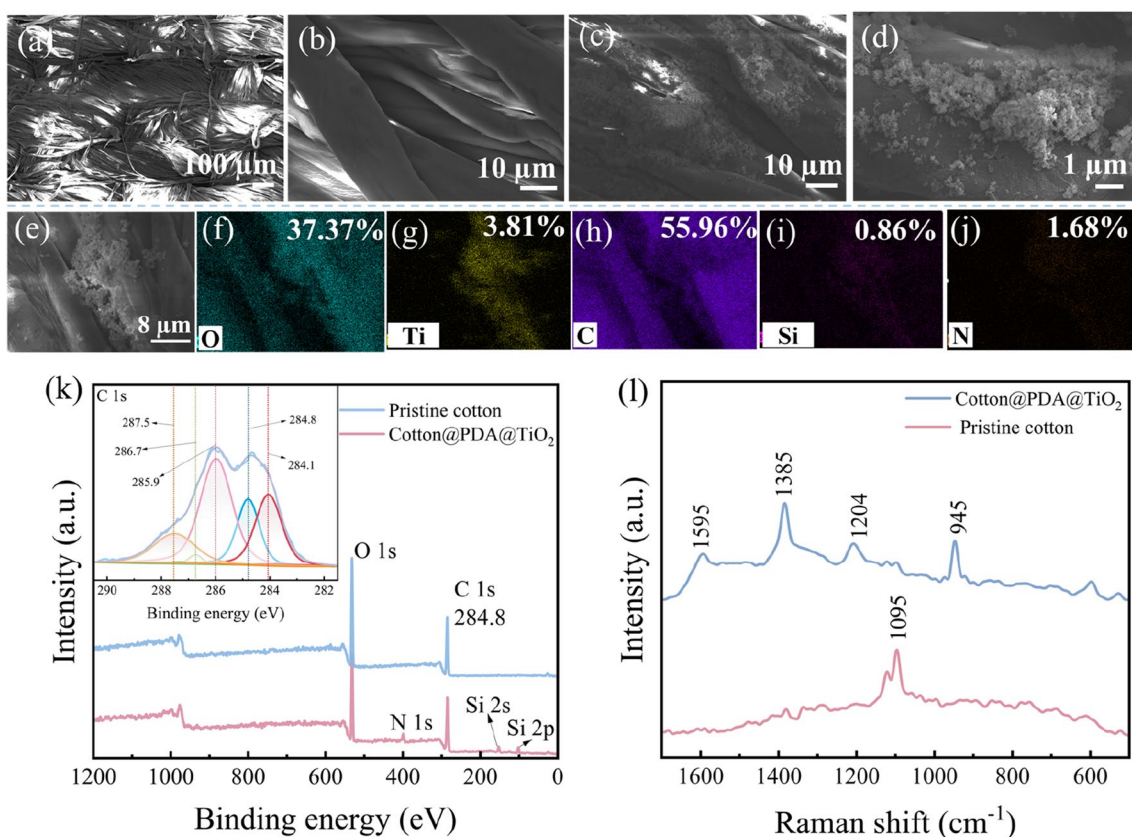 (a)
100 µm
(b)
10 µm
(c)
10 µm
(d)
1 µm
(e)
8 µm
(f)
37.37%
O
(g)
3.81%
Ti
(h)
55.96%
C
(i)
0.86%
Si
(j)
1.68%
N
(k)
C 1s
287.5
286.7
285.9
284.8
284.1
290 288 286 284 282
Binding energy (eV)
Pristine cotton
Cotton@PDA@TiO₂
O 1s
C 1s
284.8
N 1s
Si 2s
Si 2p
Intensity (a.u.)
1200 1000 800 600 400 200 0
Binding energy (eV)
(l)
Cotton@PDA@TiO₂
Pristine cotton
1595
1385
1204
945
1095
Intensity (a.u.)
1600 1400 1200 1000 800 600
Raman shift (cm⁻¹)